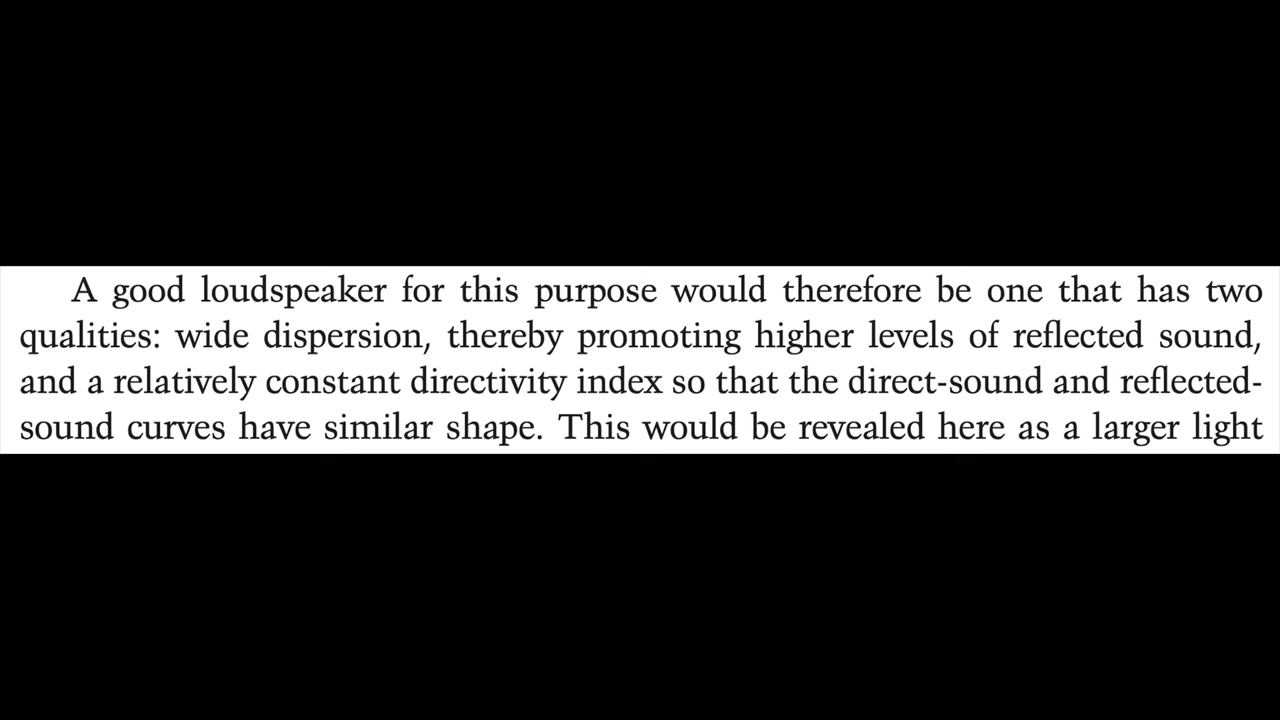 A good loudspeaker for this purpose would therefore be one that has two
qualities: wide dispersion, thereby promoting higher levels of reflected sound,
and a relatively constant directivity index so that the direct-sound and reflected-
sound curves have similar shape. This would be revealed here as a larger light